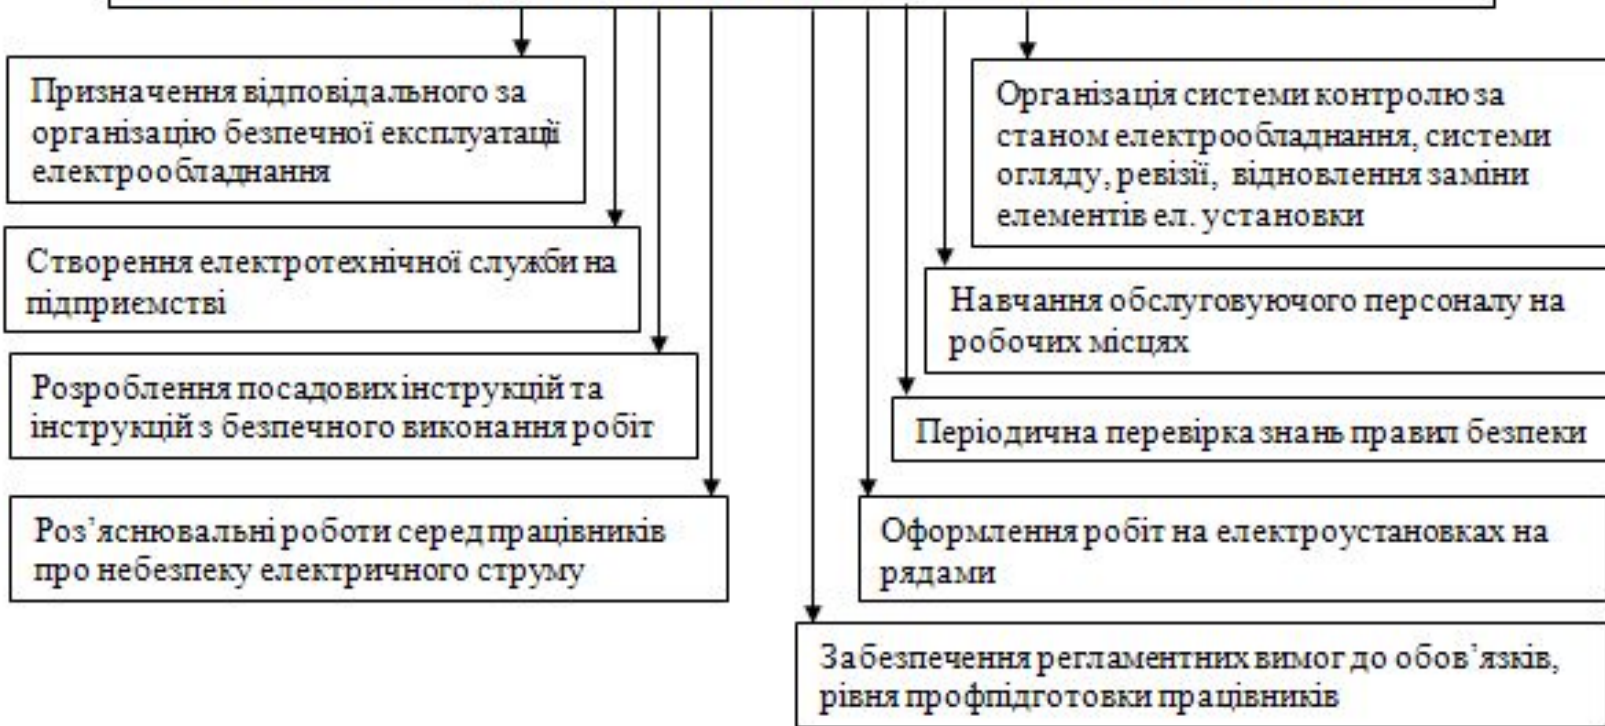 Призначення відповідального за
організацію безпечної експлуатації
електрообладнання
Створення електротехнічної служби на
підприємстві
Розроблення посадових інструкцій та
інструкцій з безпечного виконання робіт
Роз’яснювальні роботи серед працівників
про небезпеку електричного струму
Організація системи контролю за
станом електрообладнання, системи
огляду, ревізії, відновлення заміни
елементів ел. установки
Навчання обслуговуючого персоналу на
робочих місцях
Періодична перевірка знань правил безпеки
Оформлення робіт на електроустановках на
рядами
Забезпечення регламентних вимог до обов’язків,
рівня профпідготовки працівників